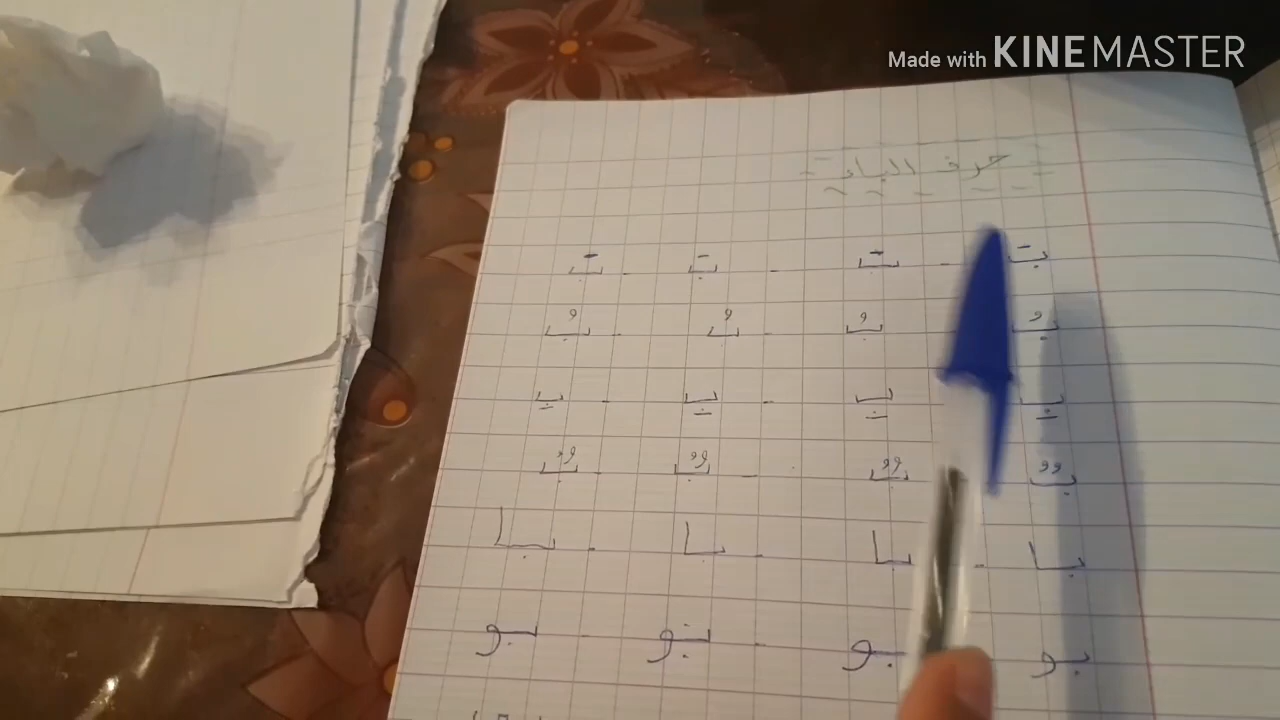 Made with KINEMASTER
- حرف الباء -
بَ - بَ - بَ - بَ
بُ - بُ - بُ - بُ
بٍ - بٍ - بٍ - بٍ
بٌ - بٌ - بٌ - بٌ
با - با - با - با
بو - بو - بو - بو